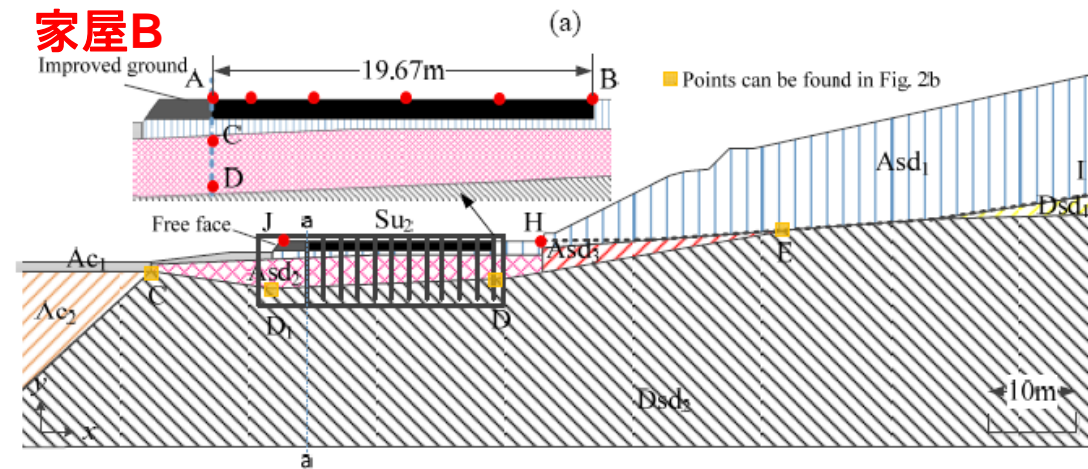 (a)
家屋B
Improved ground
A
19.67m
B
Points can be found in Fig. 2b
C
D
Asd₁
I
Dsd₁
Free face
J
a
Su₂
H
Asd₃
E
Ac₁
C
Asd₂
D₁
D
Ac₂
Dsd₂
10m
y
x
a